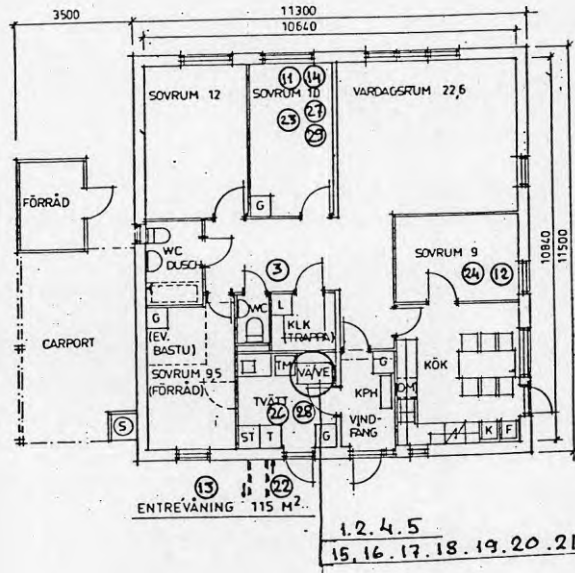 3500
11300
10640
SOVRUM 12
SOVRUM 10
VARDAGSRUM 22,6
11
14
23
27
29
FÖRRÅD
G
WC
DUSCH
SOVRUM 9
24
12
10840
11500
3
WC
L
KLK
(TRAPPA)
G
(EV.
BASTU)
CARPORT
SOVRUM 9,5
(FÖRRÅD)
TM
VÄ/VE
G
KÖK
TVÄTT
26
28
KPH
VIND-
FÅNG
DM
S
ST
T
G
K
F
13
22
ENTREVÅNING 115 M²
1.2.4.5
15.16.17.18.19.20.21